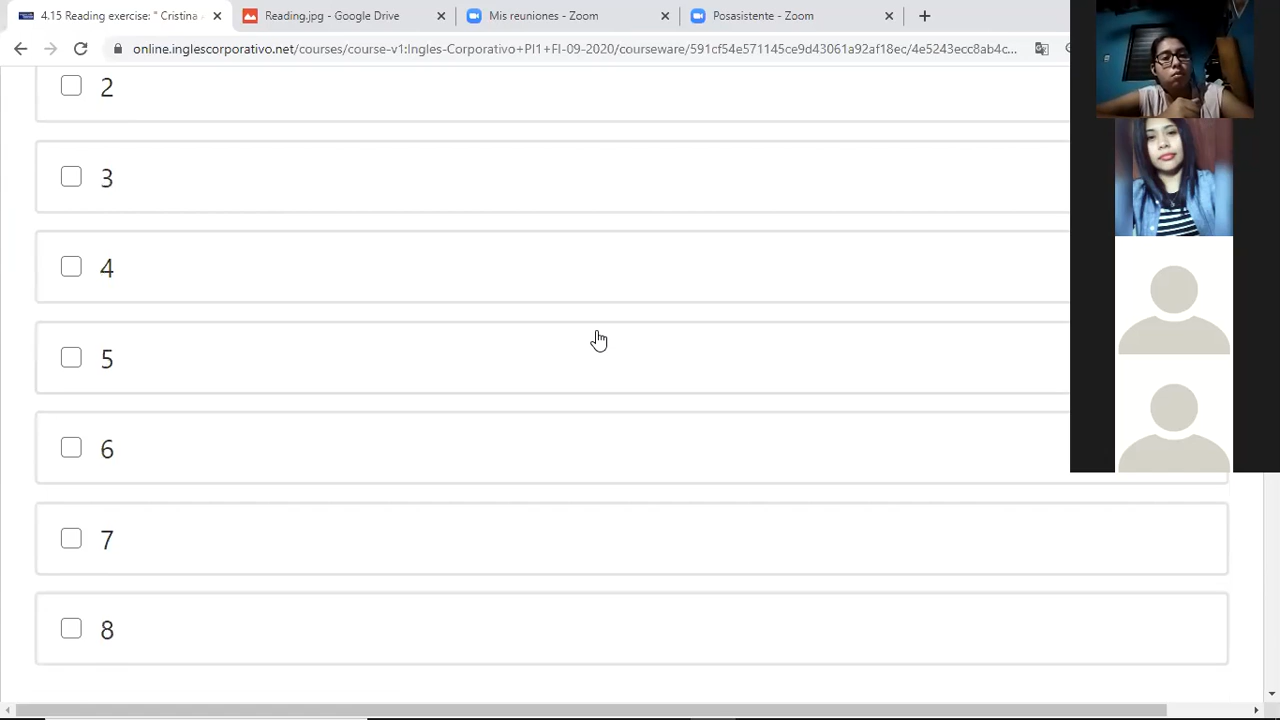 4.15 Reading exercise: " Cristina
Reading.jpg - Google Drive
Mis reuniones - Zoom
Posasistente - Zoom
online.inglescorporativo.net/courses/course-v1:Ingles-Corporativo+PI1+FI-09-2020/courseware/591cf54e571145ce9d43061a92af18ec/4e5243ecc8ab4c...
2
3
4
5
6
7
8